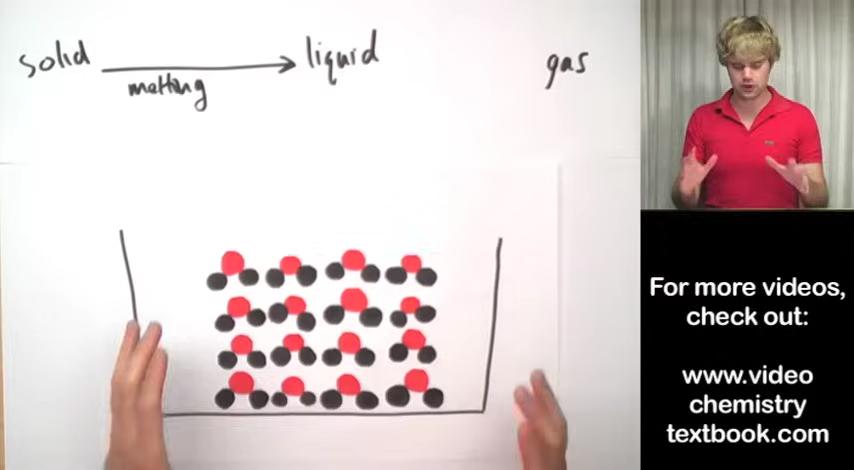 solid
melting
liquid
gas
For more videos,
check out:
www.video
chemistry
textbook.com